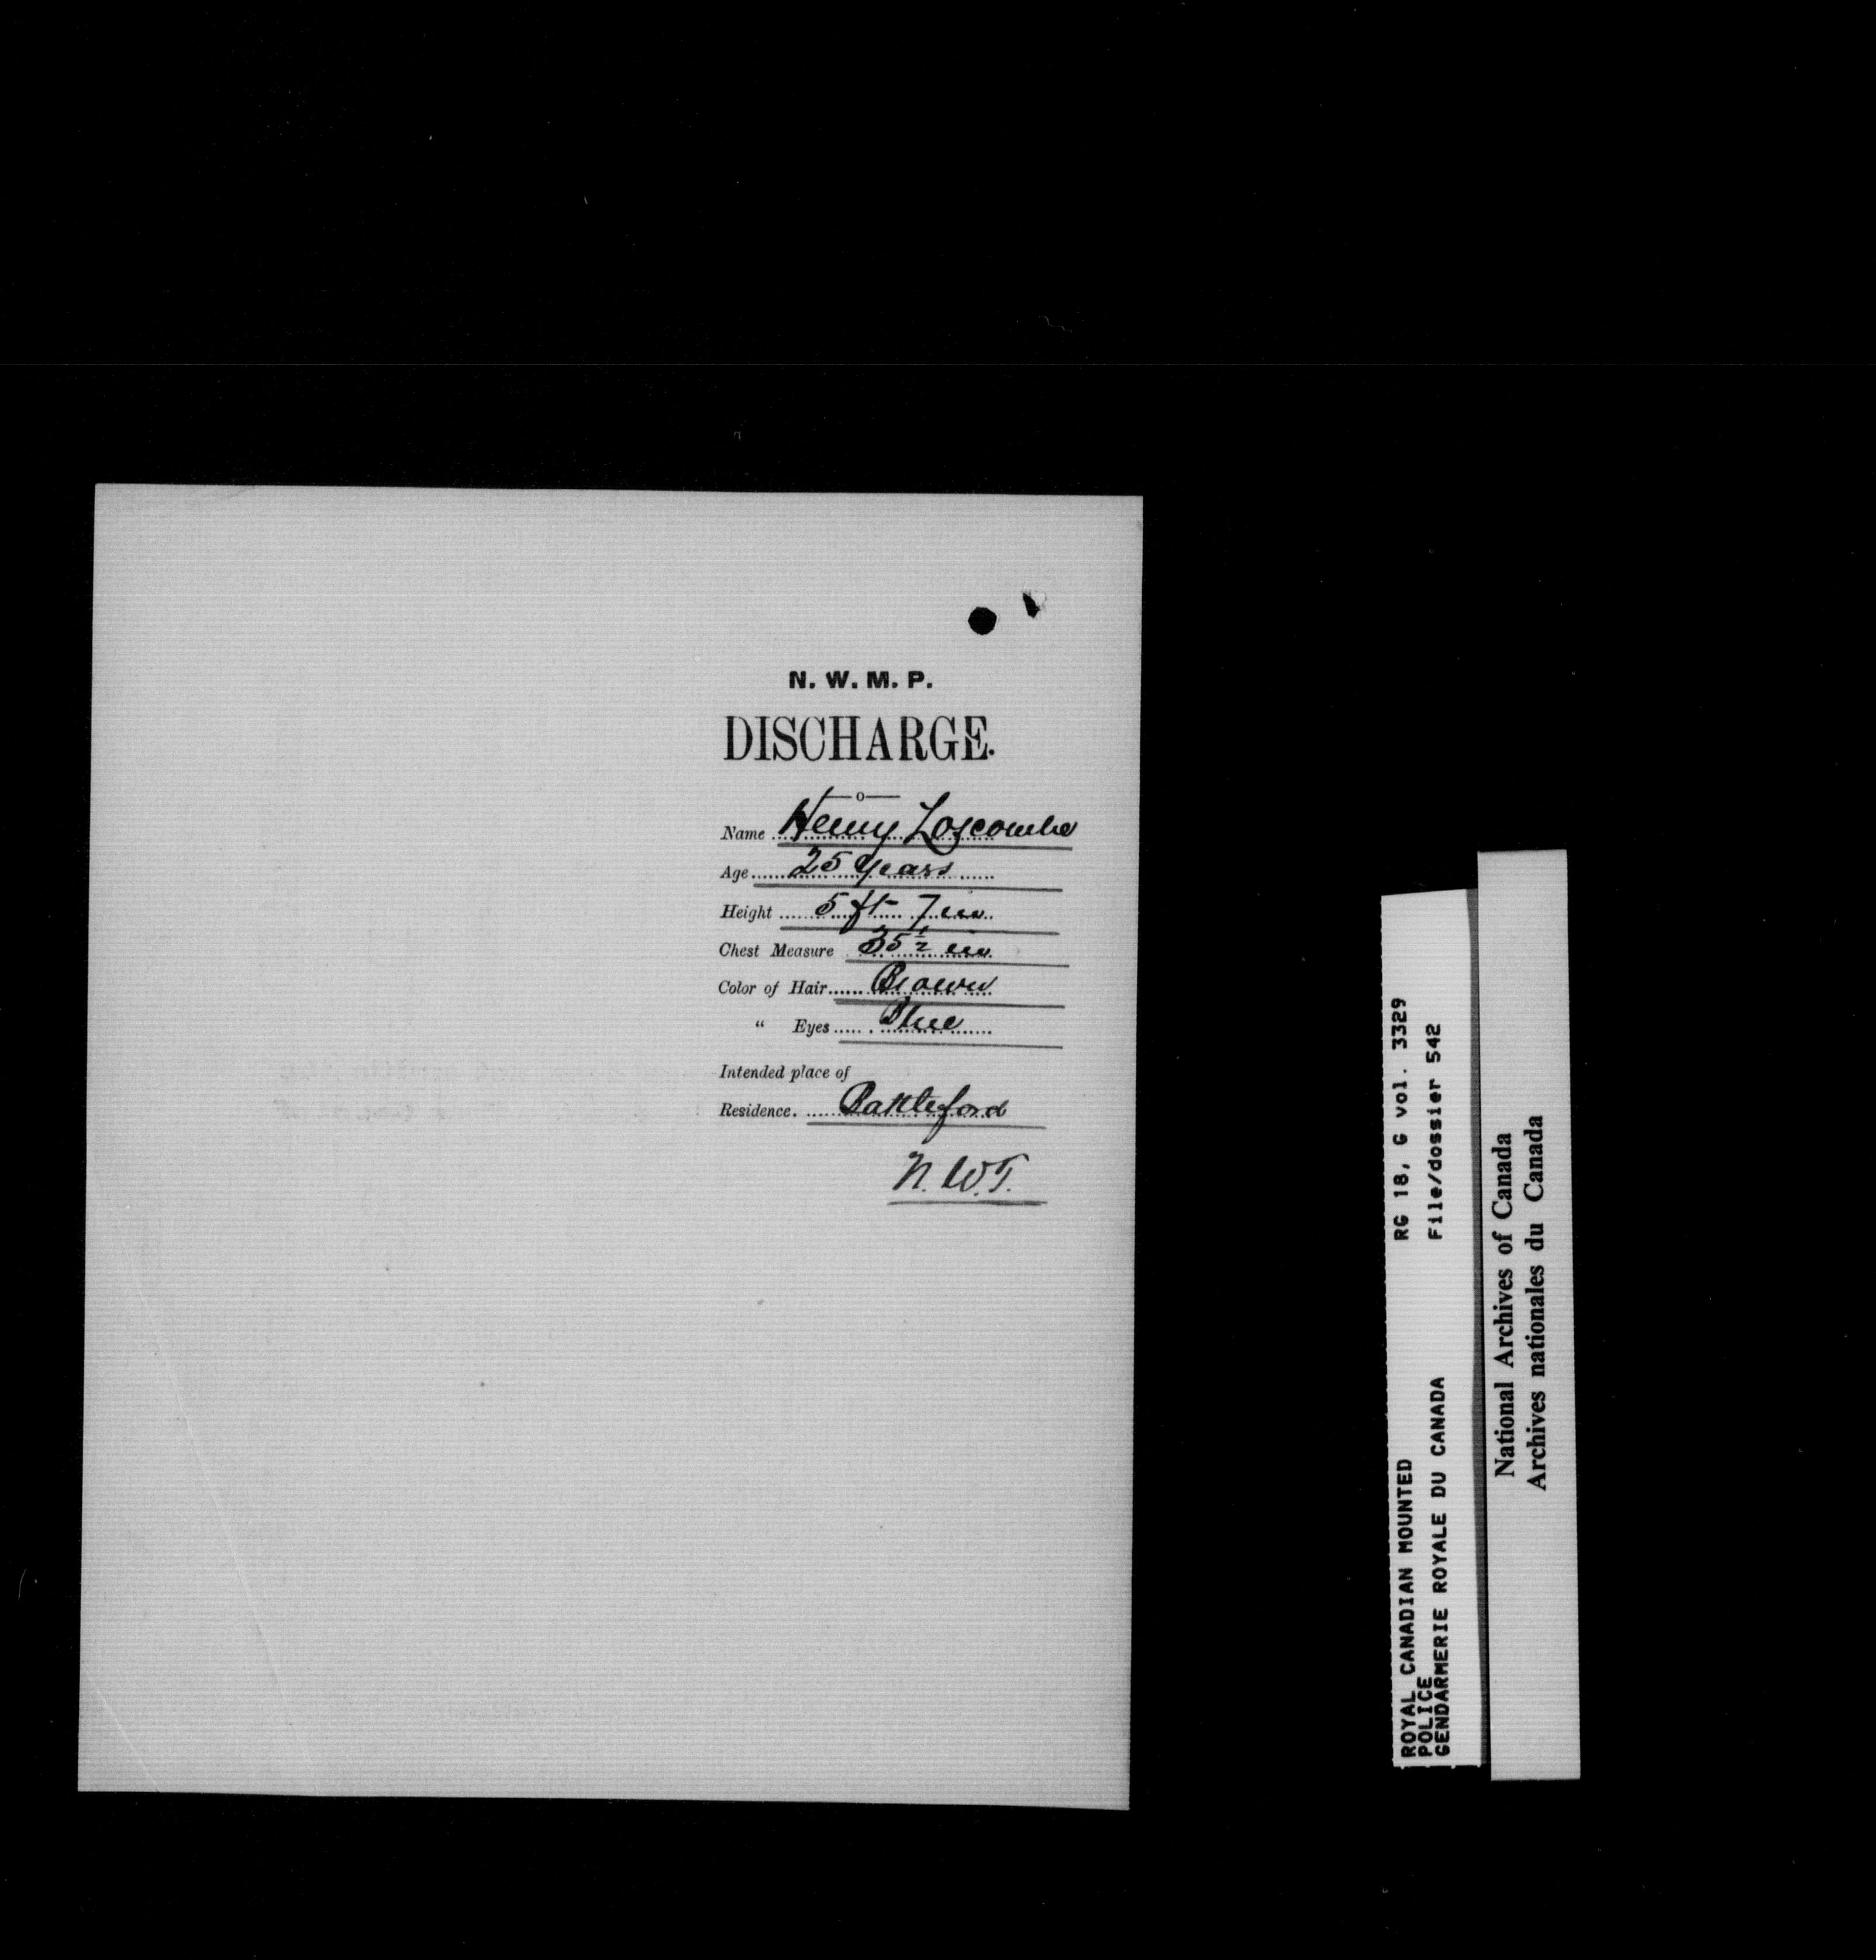 N. W. M. P.
DISCHARGE.
Name Henry Loscombe
Age 25 Years
Height 5 ft 7 in
Chest Measure 35 ½ in
Color of Hair Brown
" Eyes Blue
Intended place of
Residence. Battleford
N.W.T.
ROYAL CANADIAN MOUNTED RG 18, G vol. 3329
POLICE
GENDARMERIE ROYALE DU CANADA File/dossier 542
National Archives of Canada
Archives nationales du Canada